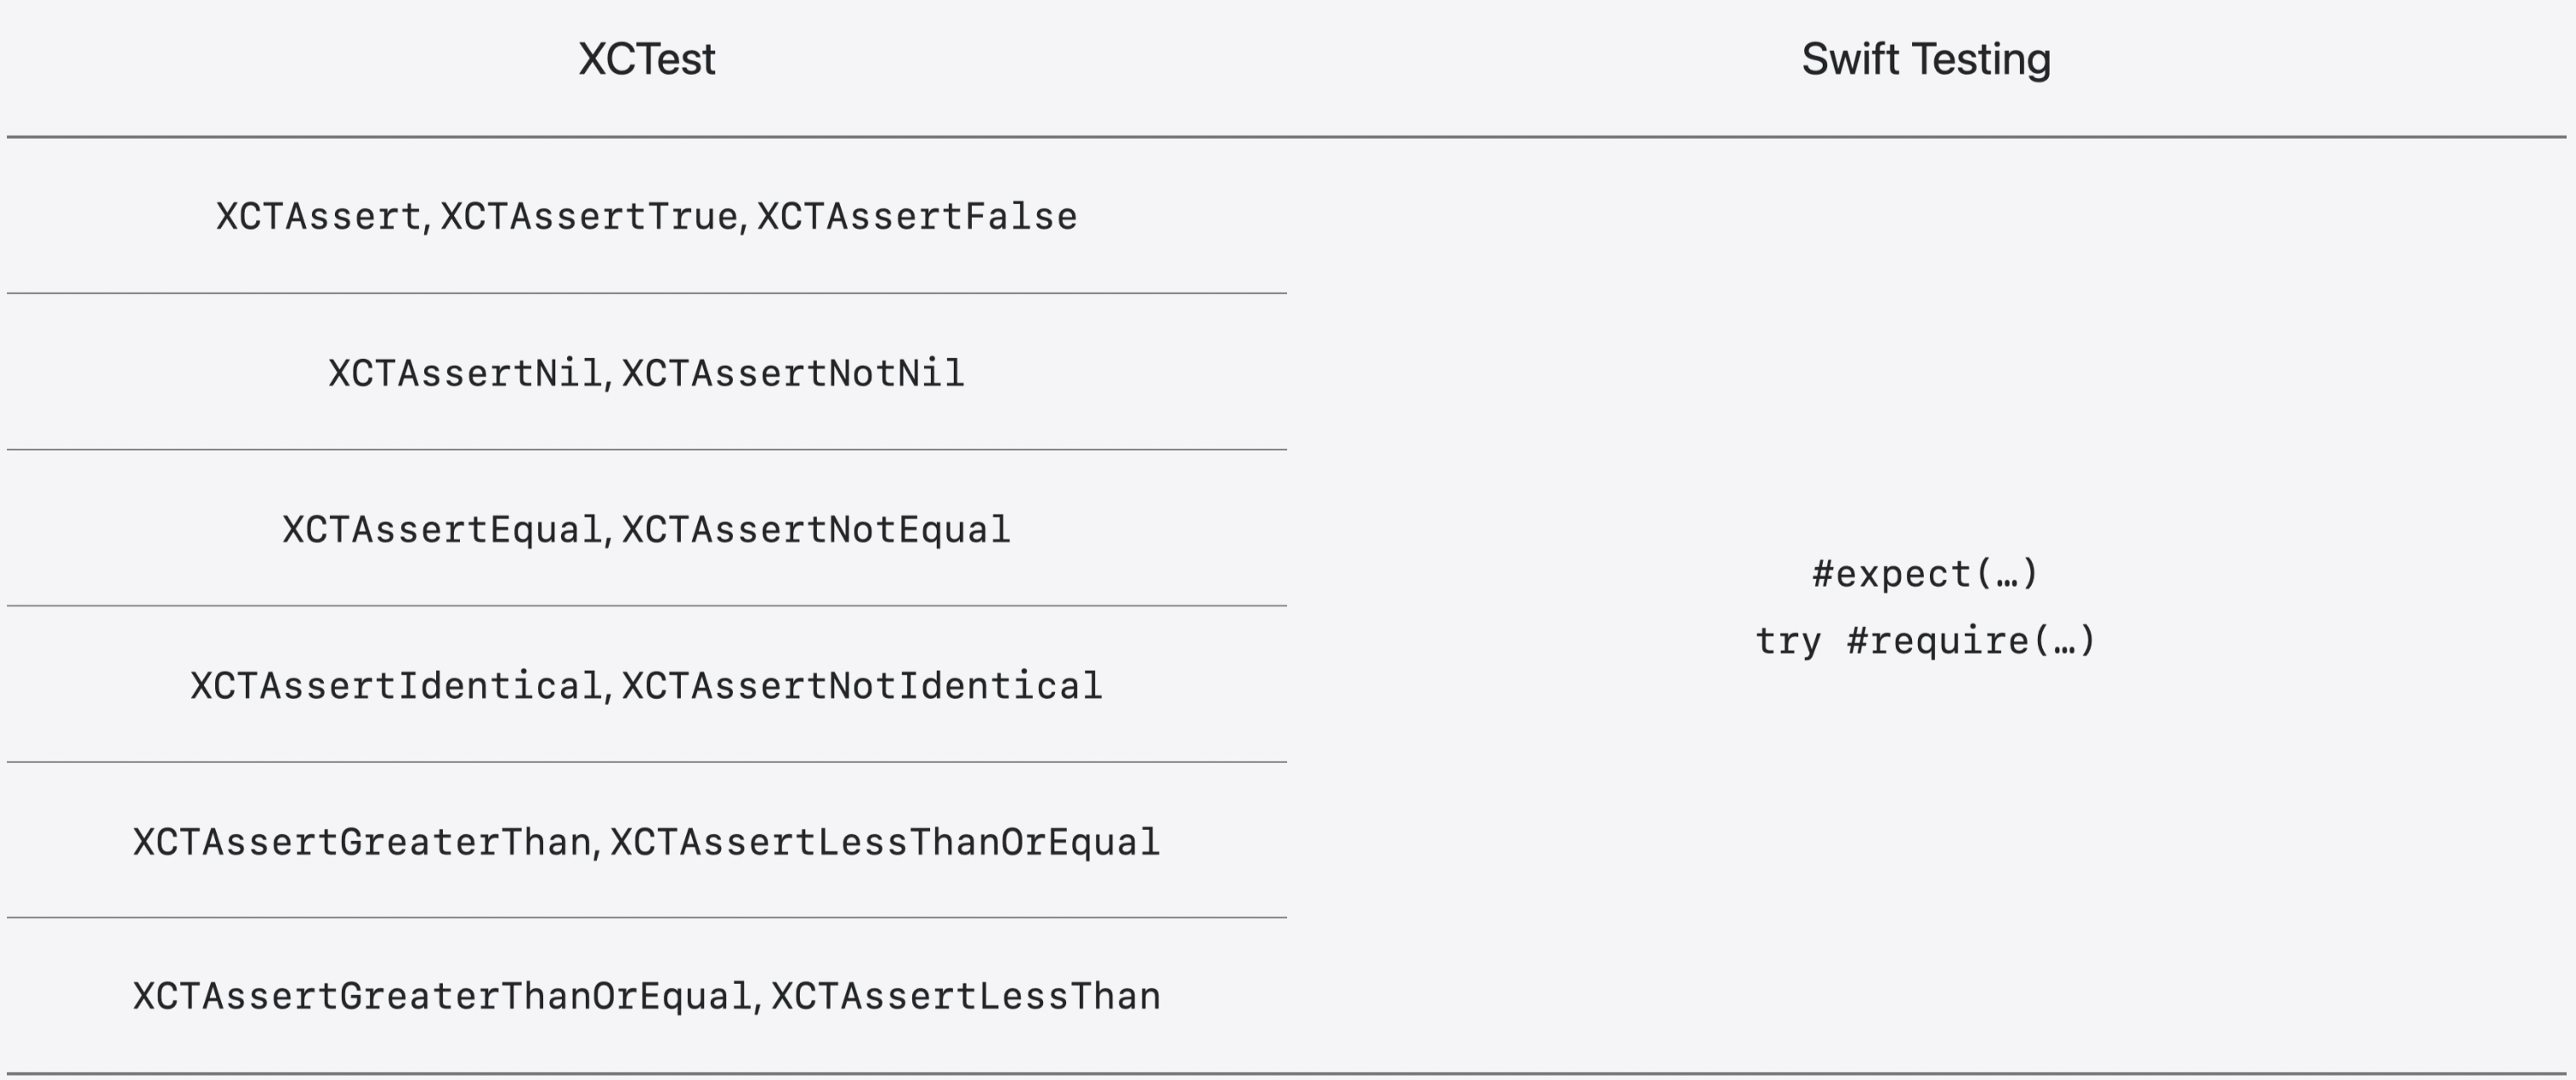 XCTest
Swift Testing
XCTAssert, XCTAssertTrue, XCTAssertFalse
XCTAssertNil, XCTAssertNotNil
XCTAssertEqual, XCTAssertNotEqual
XCTAssertIdentical, XCTAssertNotIdentical
XCTAssertGreaterThan, XCTAssertLessThanOrEqual
XCTAssertGreaterThanOrEqual, XCTAssertLessThan
#expect(…)
try #require(…)